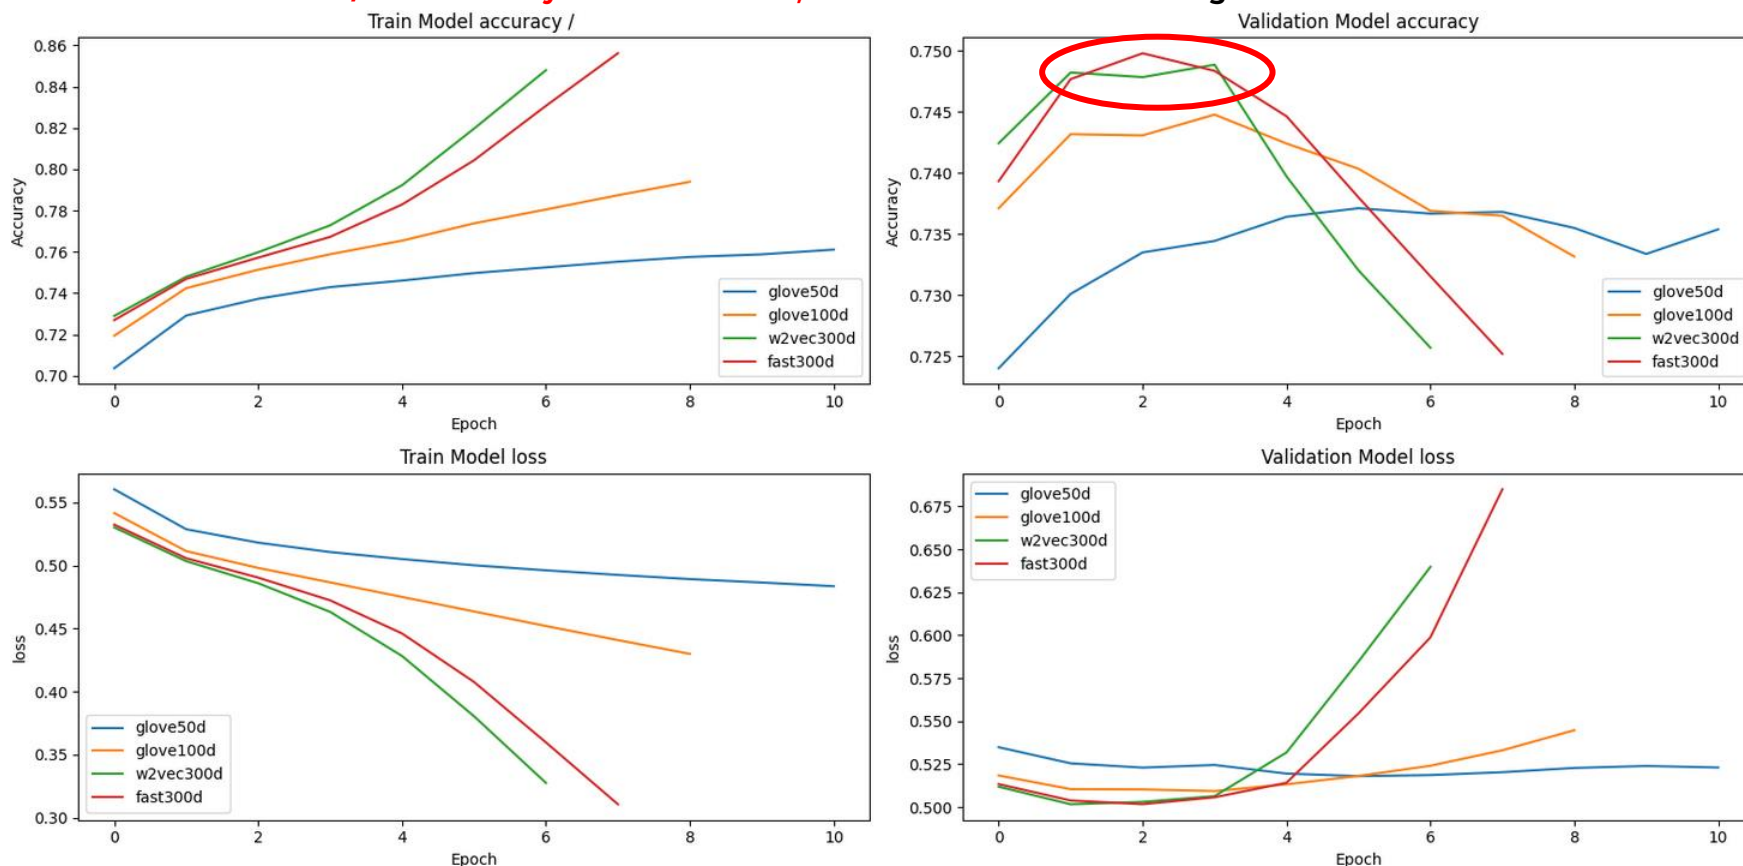 Train Model accuracy /
0.86
0.84
0.82
0.80
0.78
0.76
0.74
0.72
0.70
Accuracy
0 2 4 6 8 10
Epoch
glove50d
glove100d
w2vec300d
fast300d
Validation Model accuracy
0.750
0.745
0.740
0.735
0.730
0.725
Accuracy
0 2 4 6 8 10
Epoch
glove50d
glove100d
w2vec300d
fast300d
Train Model loss
0.55
0.50
0.45
0.40
0.35
0.30
loss
0 2 4 6 8 10
Epoch
glove50d
glove100d
w2vec300d
fast300d
Validation Model loss
0.675
0.650
0.625
0.600
0.575
0.550
0.525
0.500
loss
0 2 4 6 8 10
Epoch
glove50d
glove100d
w2vec300d
fast300d